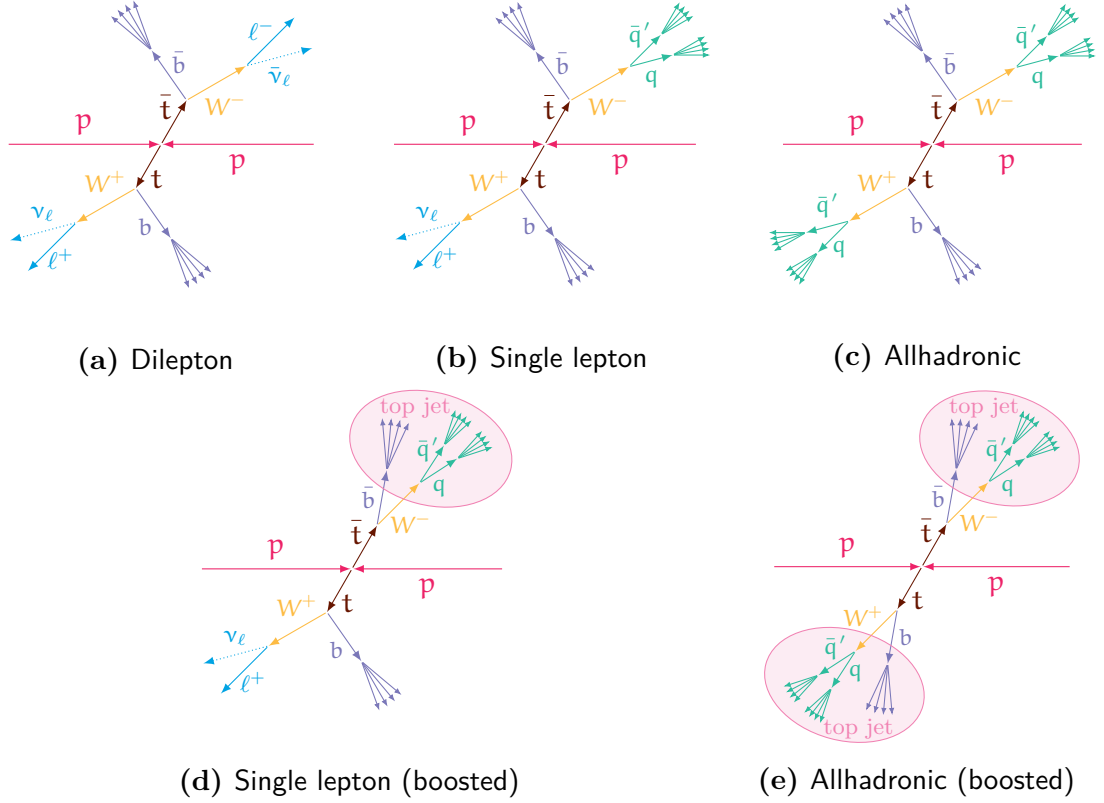 ℓ⁻
b̄
ν̄ℓ
t̄
W⁻
p
p
W⁺
t
νℓ
b
ℓ⁺
(a) Dilepton
q̄′
b̄
q
t̄
W⁻
p
p
W⁺
t
νℓ
b
ℓ⁺
(b) Single lepton
q̄′
b̄
q
t̄
W⁻
p
p
W⁺
t
q̄′
b
q
(c) Allhadronic
top jet
q̄′
q
b̄
W⁻
t̄
p
p
W⁺
t
νℓ
b
ℓ⁺
(d) Single lepton (boosted)
top jet
q̄′
q
b̄
W⁻
t̄
p
p
t
W⁺
b
q̄′
q
top jet
(e) Allhadronic (boosted)